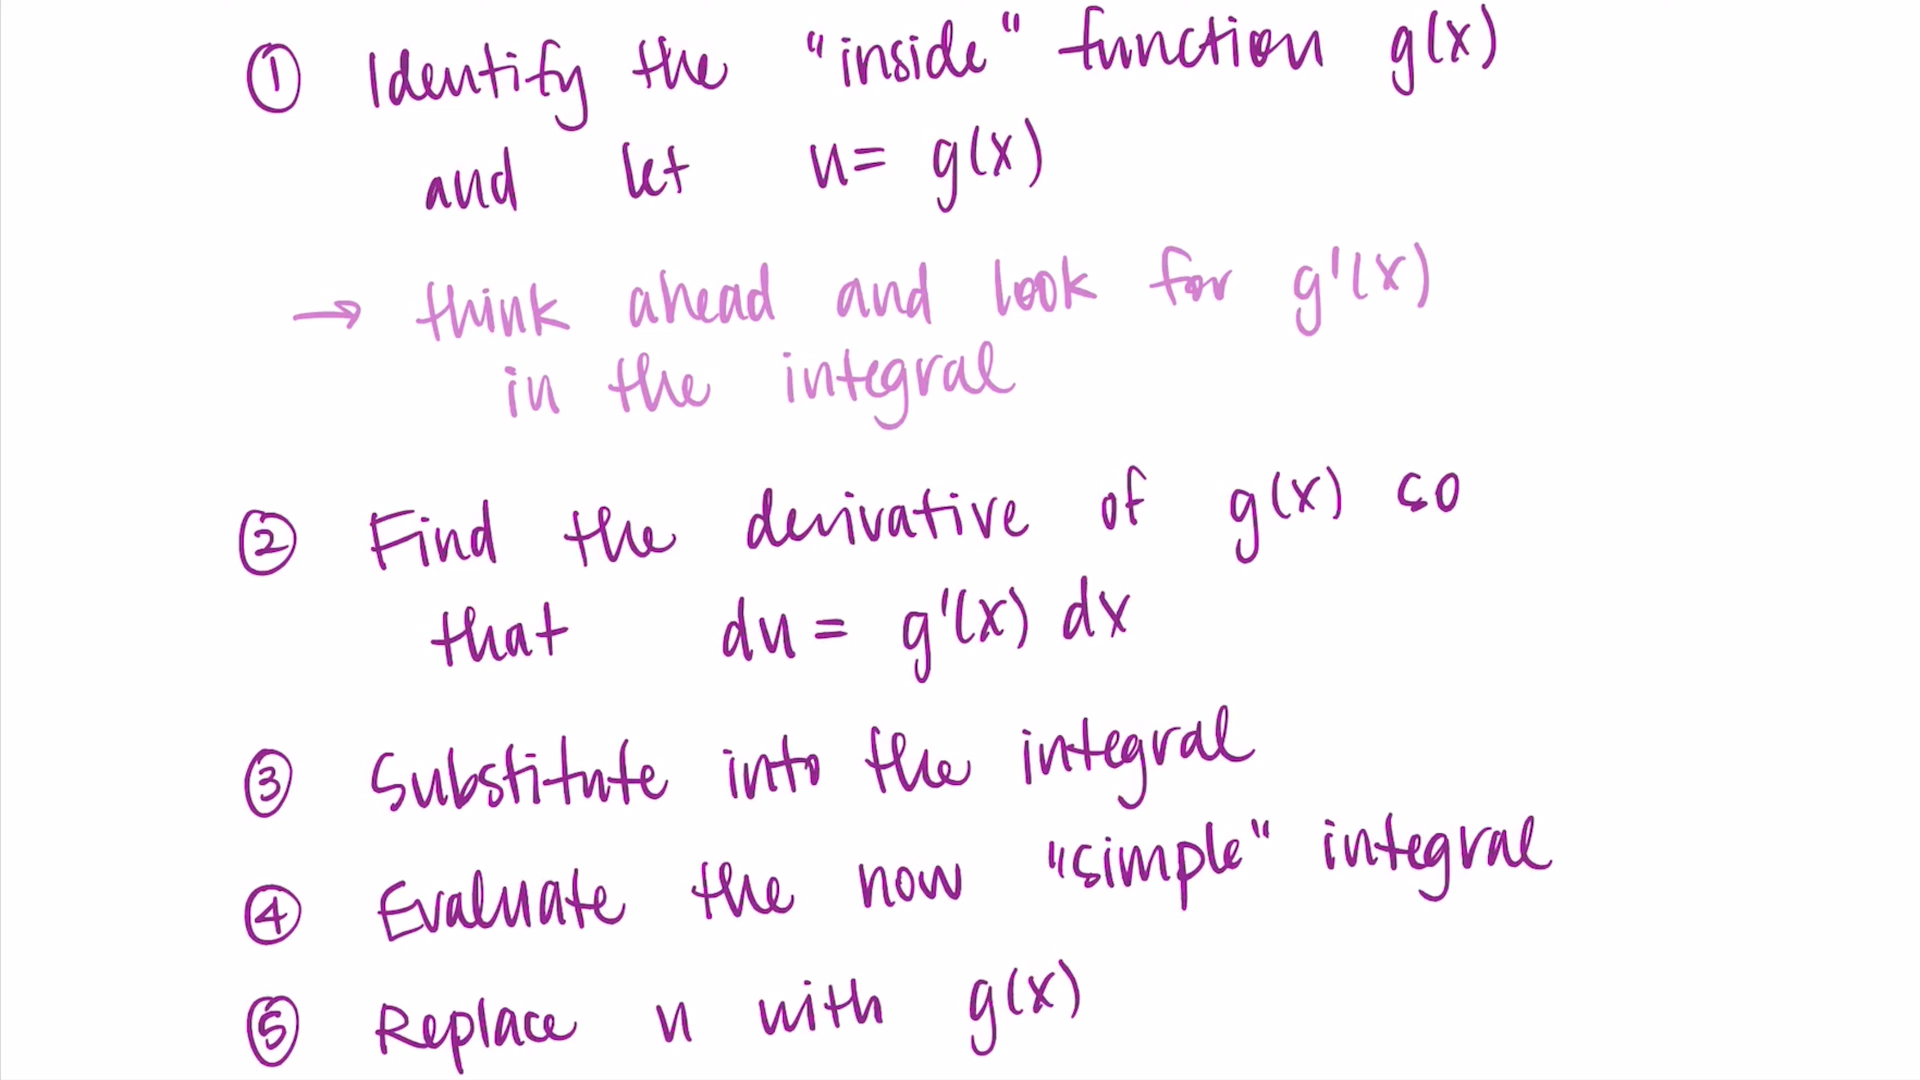 ① Identify the "inside" function g(x)
and let u = g(x)
→ think ahead and look for g'(x)
in the integral
② Find the derivative of g(x) so
that du = g'(x) dx
③ Substitute into the integral
④ Evaluate the now "simple" integral
⑤ Replace u with g(x)